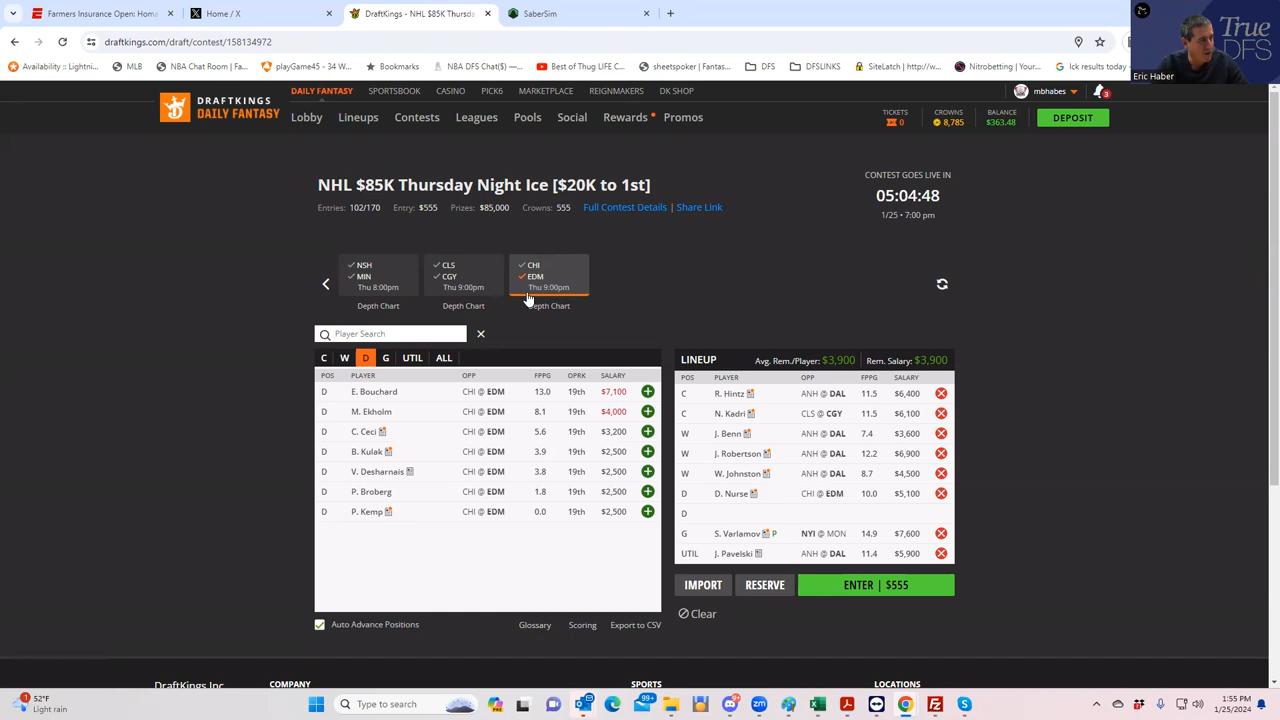 Farmers Insurance Open: Hom
Home / X
DraftKings - NHL $85K Thursda
SaberSim
draftkings.com/draft/contest/158134972
Availability :: Lightni...
MLB
NBA Chat Room (Fa...
playGame45 - 34 W...
Bookmarks
NBA DFS Chat($) —...
Best of Thug LIFE C...
sheetspoker | Poker...
DFS
DFSLINKS
SiteLatch | http://w...
Nitrobetting | Your...
Ick results today -...
True
DFS
Eric Haber
DRAFTKINGS
DAILY FANTASY
DAILY FANTASY SPORTSBOOK CASINO PICK6 MARKETPLACE REIGNMAKERS DK SHOP
mbhabes
3
Lobby Lineups Contests Leagues Pools Social Rewards Promos
TICKETS CROWNS BALANCE
0 8,785 $363.48
DEPOSIT
NHL $85K Thursday Night Ice [$20K to 1st]
Entries: 102/170 Entry: $555 Prizes: $85,000 Crowns: 555 Full Contest Details | Share Link
CONTEST GOES LIVE IN
05:04:48
1/25 • 7:00 pm
NSH
MIN
Thu 8:00pm
Depth Chart
CLS
CGY
Thu 9:00pm
Depth Chart
CHI
EDM
Thu 9:00pm
Depth Chart
Player Search
C W D G UTIL ALL
POS PLAYER OPP FPPG OPRK SALARY
D E. Bouchard CHI @ EDM 13.0 19th $7,100
D M. Ekholm CHI @ EDM 8.1 19th $4,000
D C. Ceci CHI @ EDM 5.6 19th $3,200
D B. Kulak CHI @ EDM 3.9 19th $2,500
D V. Desharnais CHI @ EDM 3.8 19th $2,500
D P. Broberg CHI @ EDM 1.8 19th $2,500
D P. Kemp CHI @ EDM 0.0 19th $2,500
Auto Advance Positions Glossary Scoring Export to CSV
LINEUP Avg. Rem./Player: $3,900 Rem. Salary: $3,900
POS PLAYER OPP FPPG SALARY
C R. Hintz ANH @ DAL 11.5 $6,400
C N. Kadri CLS @ CGY 11.5 $6,100
W J. Benn ANH @ DAL 7.4 $3,600
W J. Robertson ANH @ DAL 12.2 $6,900
W W. Johnston ANH @ DAL 8.7 $4,500
D D. Nurse CHI @ EDM 10.0 $5,100
D
G S. Varlamov P NYI @ MON 14.9 $7,600
UTIL J. Pavelski ANH @ DAL 11.4 $5,900
IMPORT RESERVE ENTER | $555
Clear
DraftKings Inc COMPANY SPORTS LOCATIONS
1
52°F
Light rain
Type to search
99+
1:55 PM
1/25/2024